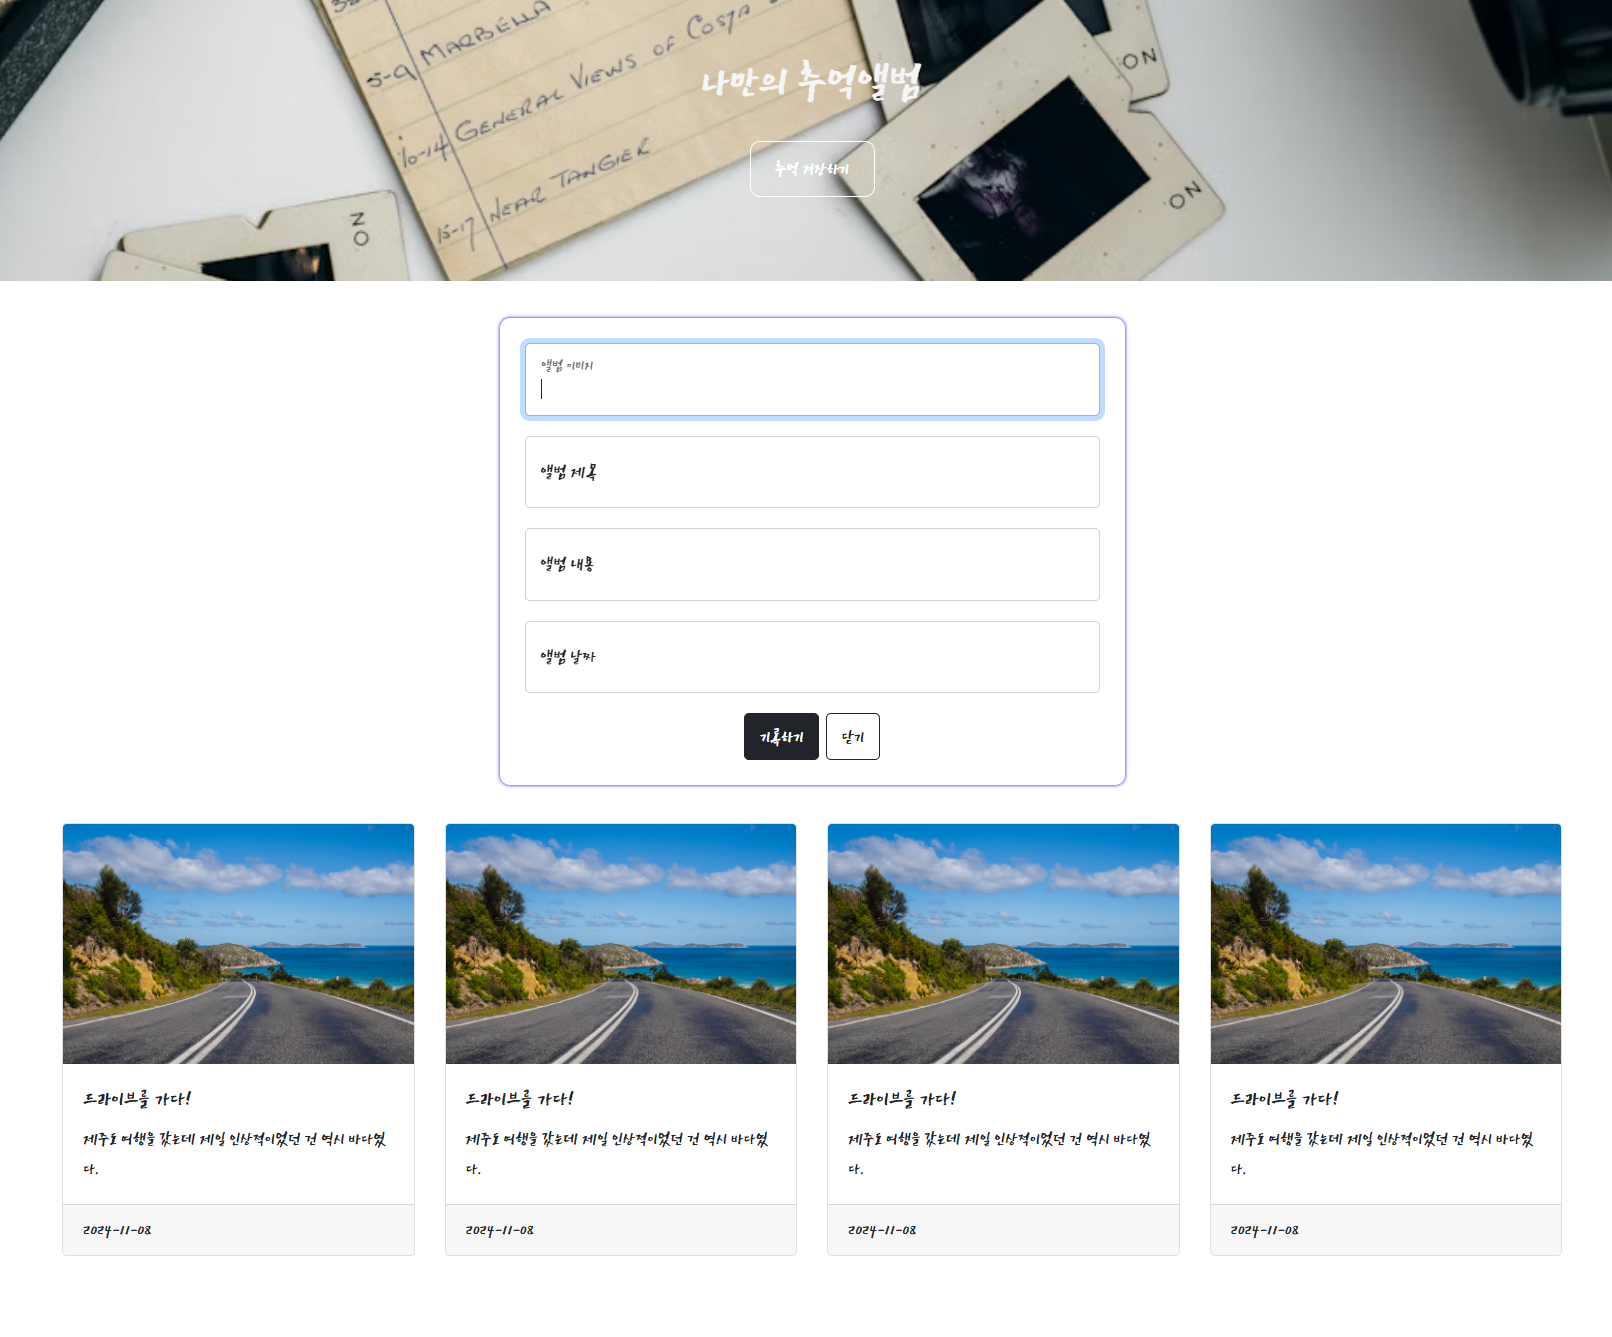 5-9 MARBELLA
10-14 GENERAL VIEWS OF COSTA
15-17 NEAR TANGIER
NO
NO
NO
나만의 추억앨범
추억 저장하기
앨범 이미지
앨범 제목
앨범 내용
앨범 날짜
기록하기 닫기
드라이브를 가다!
제주도 여행을 갔는데 제일 인상적이었던 건 역시 바다였
다.
2024-11-08
드라이브를 가다!
제주도 여행을 갔는데 제일 인상적이었던 건 역시 바다였
다.
2024-11-08
드라이브를 가다!
제주도 여행을 갔는데 제일 인상적이었던 건 역시 바다였
다.
2024-11-08
드라이브를 가다!
제주도 여행을 갔는데 제일 인상적이었던 건 역시 바다였
다.
2024-11-08